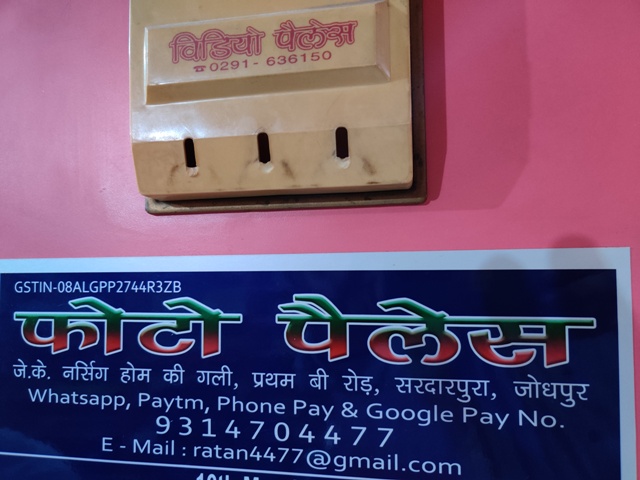 विडियो पैलेस
☎0291- 636150
GSTIN-08ALGPP2744R3ZB
फोटो पैलेस
जे.के. नर्सिग होम की गली, प्रथम बी रोड़, सरदारपुरा, जोधपुर
Whatsapp, Paytm, Phone Pay & Google Pay No.
9314704477
E - Mail : ratan4477@gmail.com